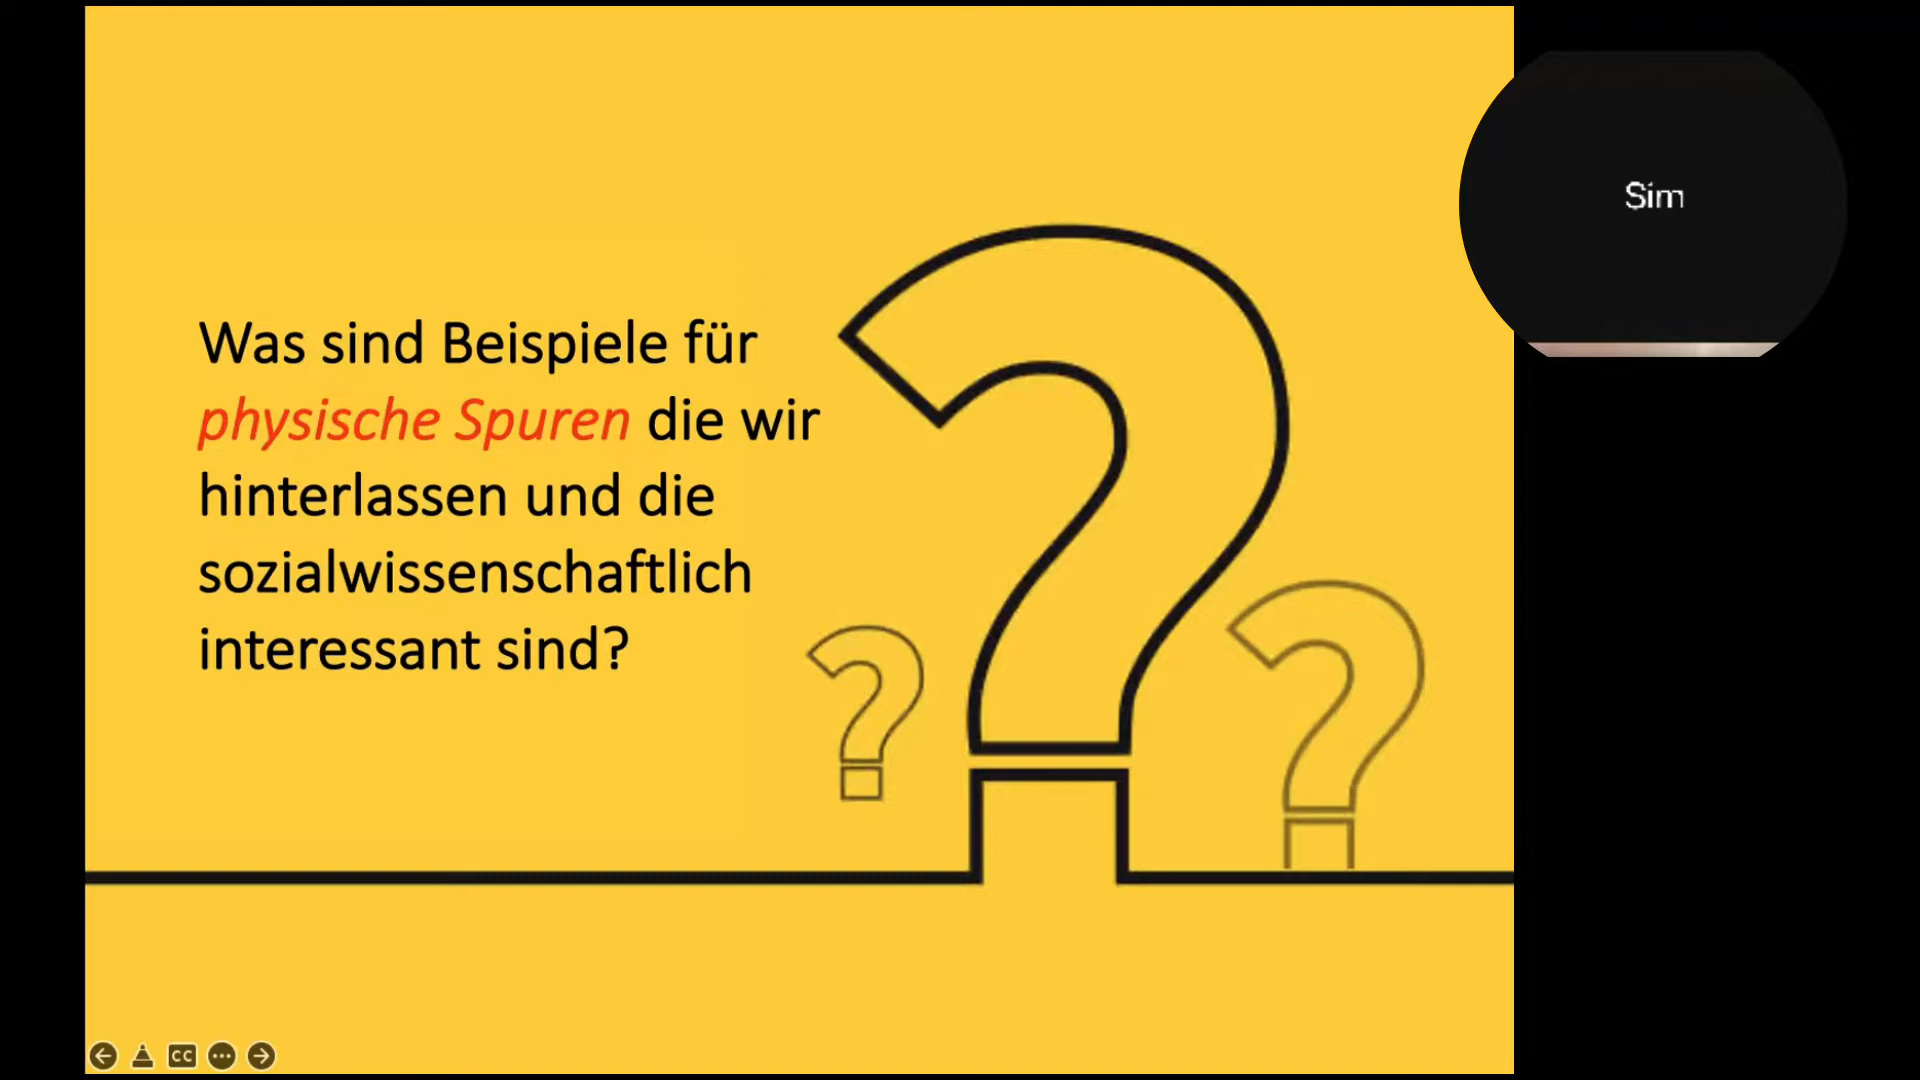 Was sind Beispiele für
physische Spuren die wir
hinterlassen und die
sozialwissenschaftlich
interessant sind?
Sim
CC